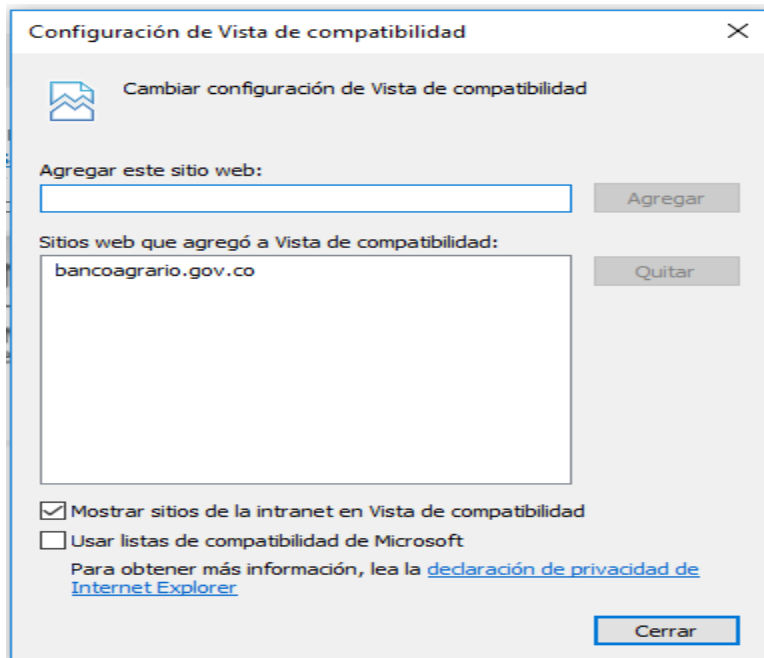 Configuración de Vista de compatibilidad
Cambiar configuración de Vista de compatibilidad
Agregar este sitio web:
Agregar
Sitios web que agregó a Vista de compatibilidad:
bancoagrario.gov.co
Quitar
Mostrar sitios de la intranet en Vista de compatibilidad
Usar listas de compatibilidad de Microsoft
Para obtener más información, lea la declaración de privacidad de
Internet Explorer
Cerrar